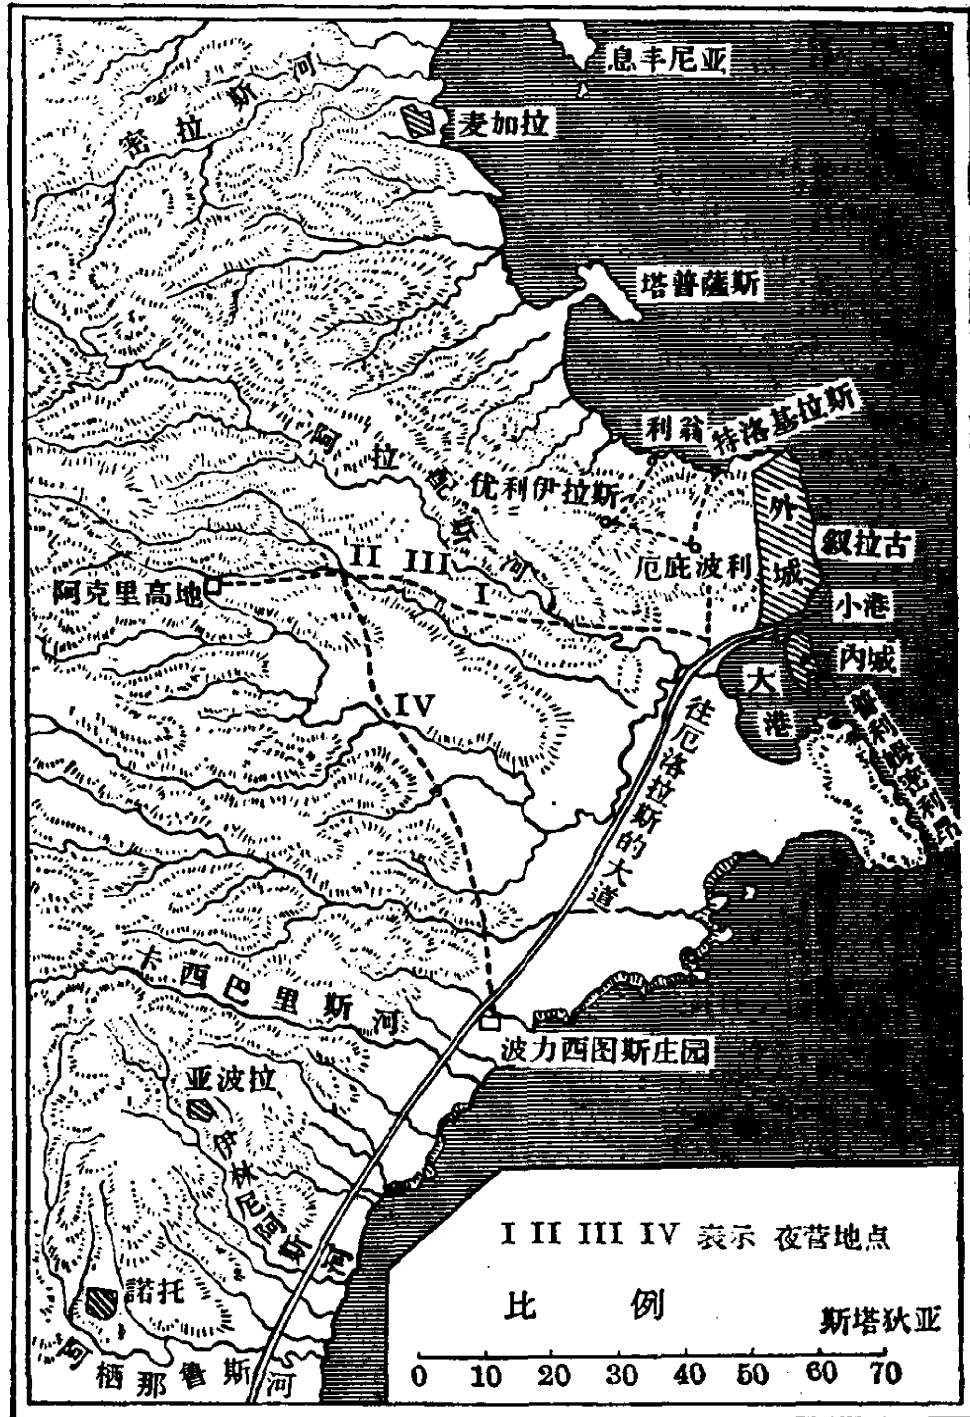 息丰尼亚
密拉斯河
麦加拉
塔普薩斯
利翁
特洛基拉斯
阿拉配斯河
优利伊拉斯
外城
叙拉古
厄庇波利
II III I
阿克里高地
小港
內城
大港
IV
普利姆密利昂
往厄洛拉斯的大道
卡西巴里斯河
波力西图斯庄园
亚波拉
伊林尼阿斯河
諾托
阿栖那魯斯河
I II III IV 表示 夜营地点
比例
斯塔狄亚
0 10 20 30 40 50 60 70